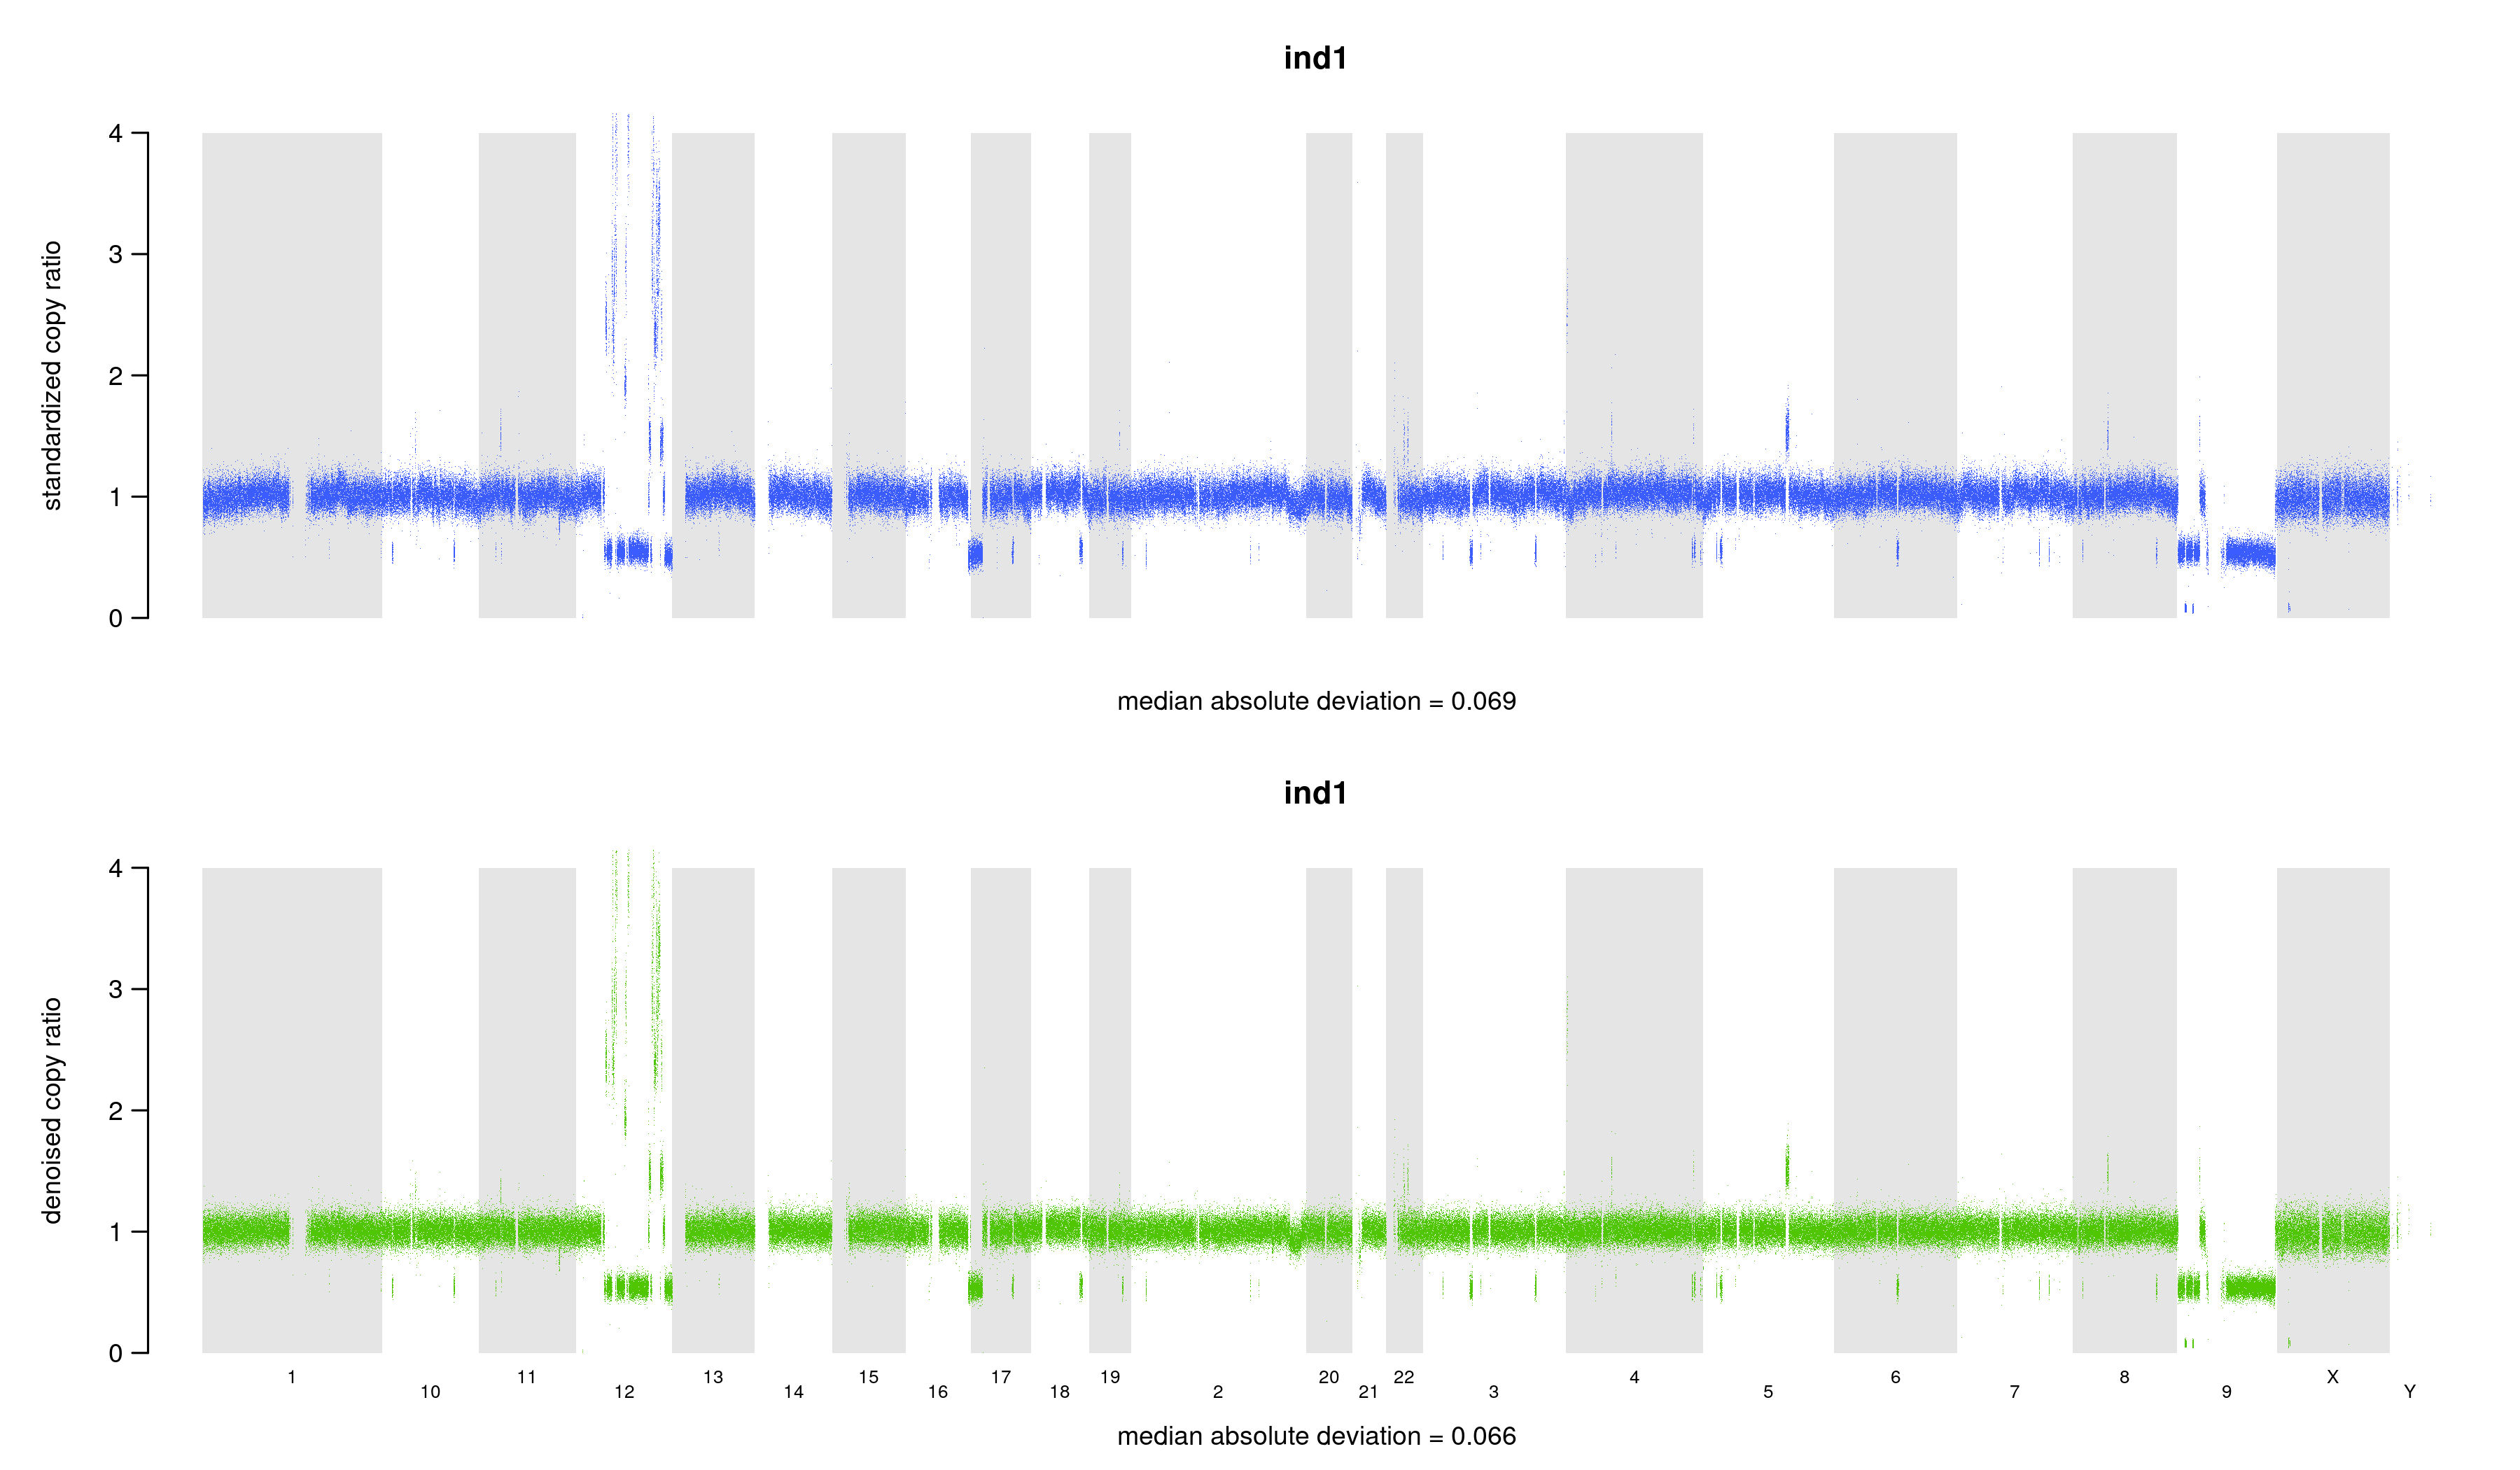 ind1
4
3
2
1
0
standardized copy ratio
median absolute deviation = 0.069
ind1
4
3
2
1
0
denoised copy ratio
1 11 13 15 17 19 20 22 4 6 8 X
10 12 14 16 18 2 21 3 5 7 9 Y
median absolute deviation = 0.066